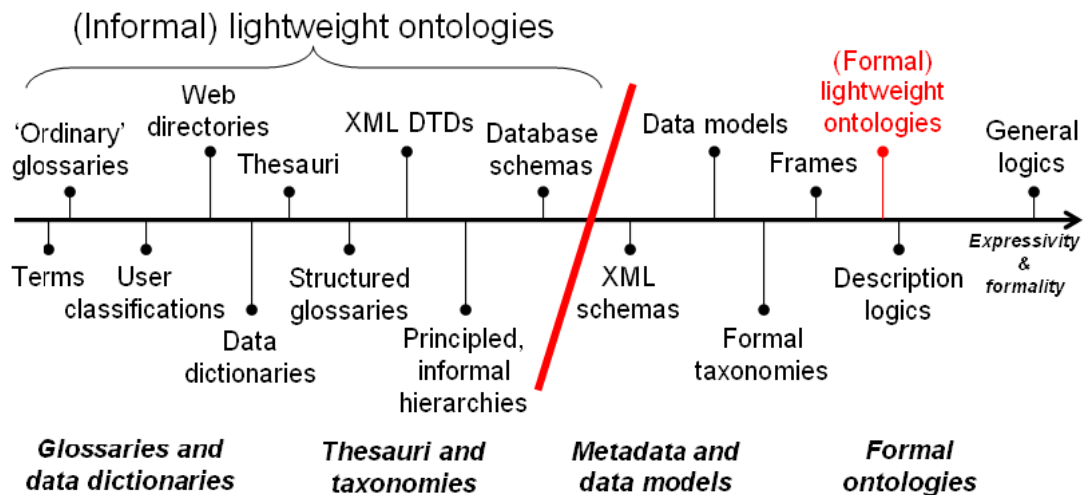 (Informal) lightweight ontologies
'Ordinary'
glossaries
Web
directories
Thesauri
XML DTDs
Database
schemas
Data models
Frames
(Formal)
lightweight
ontologies
General
logics
Terms
User
classifications
Data
dictionaries
Structured
glossaries
Principled,
informal
hierarchies
XML
schemas
Formal
taxonomies
Description
logics
Expressivity
&
formality
Glossaries and
data dictionaries
Thesauri and
taxonomies
Metadata and
data models
Formal
ontologies